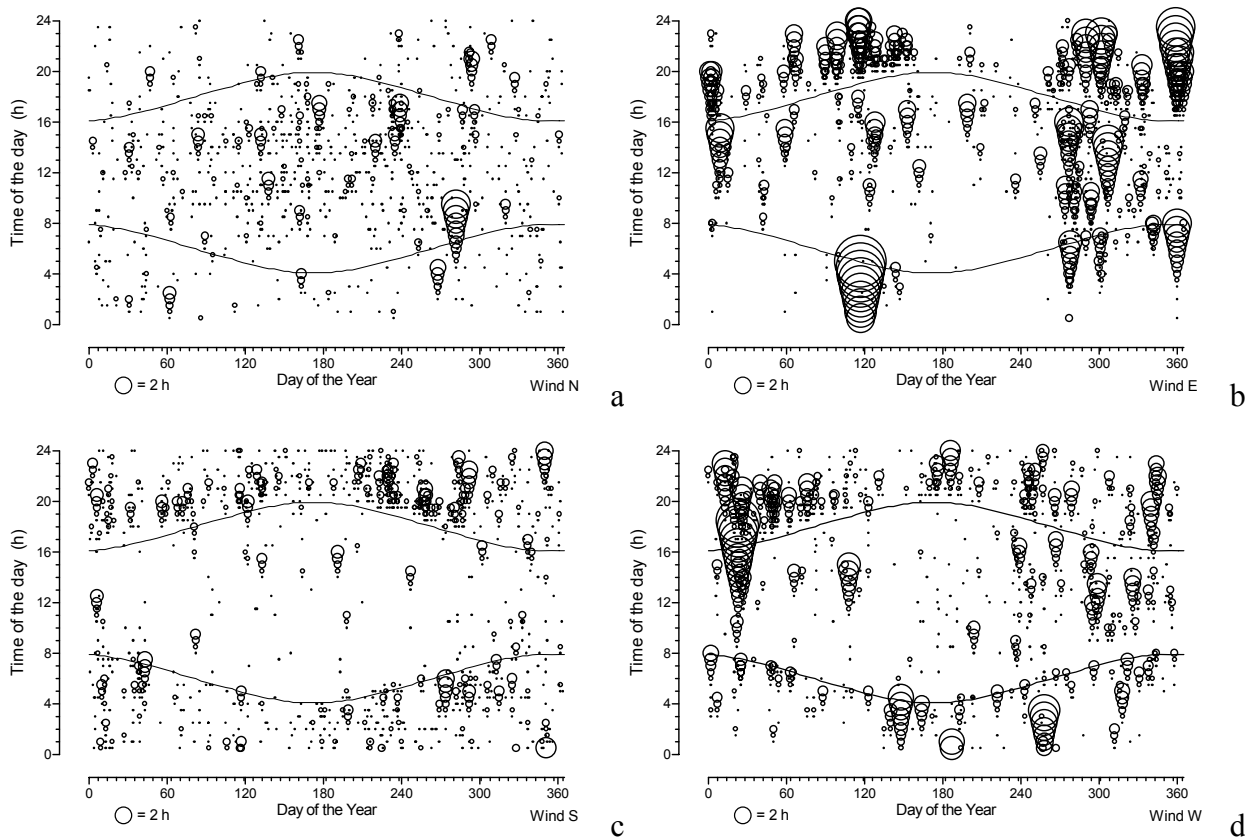 24
20
16
12
8
4
0
Time of the day (h)
0 60 120 180 240 300 360
Day of the Year
= 2 h
Wind N
a
24
20
16
12
8
4
0
Time of the day (h)
0 60 120 180 240 300 360
Day of the Year
= 2 h
Wind E
b
24
20
16
12
8
4
0
Time of the day (h)
0 60 120 180 240 300 360
Day of the Year
= 2 h
Wind S
c
24
20
16
12
8
4
0
Time of the day (h)
0 60 120 180 240 300 360
Day of the Year
= 2 h
Wind W
d